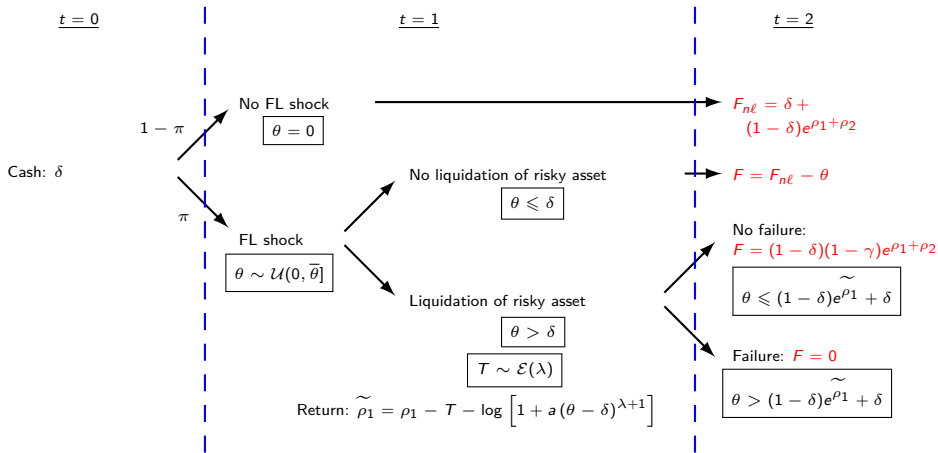 t = 0
t = 1
t = 2
Cash: δ
1 − π
π
No FL shock
θ = 0
FL shock
θ ∼ 𝒰(0, θ̅]
No liquidation of risky asset
θ ⩽ δ
Liquidation of risky asset
θ > δ
T ∼ ℰ(λ)
Return: ρ̃₁ = ρ₁ − T − log [1 + a (θ − δ)^{λ+1}]
F_{nℓ} = δ +
(1 − δ)e^{ρ₁+ρ₂}
F = F_{nℓ} − θ
No failure:
F = (1 − δ)(1 − γ)e^{ρ₁+ρ₂}
θ ⩽ (1 − δ)e^{ρ̃₁} + δ
Failure: F = 0
θ > (1 − δ)e^{ρ̃₁} + δ